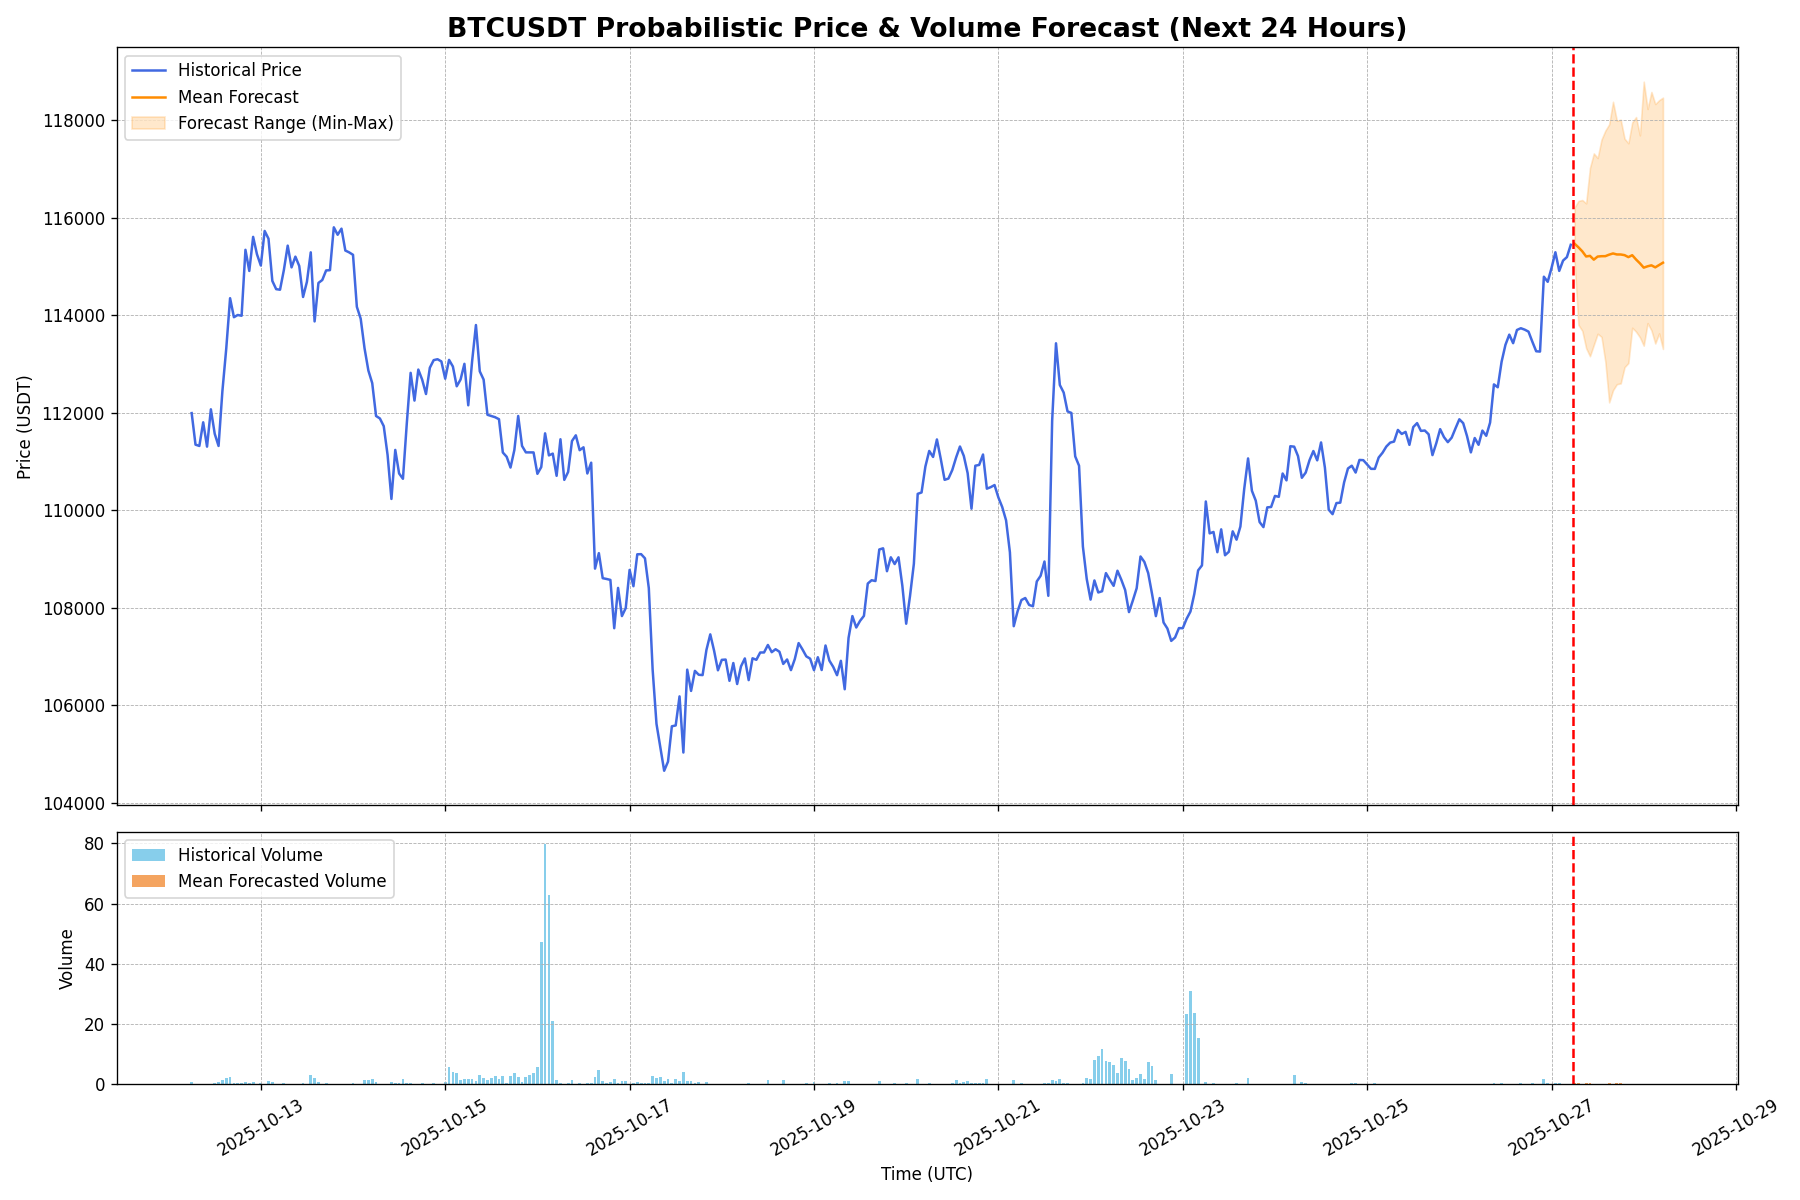 BTCUSDT Probabilistic Price & Volume Forecast (Next 24 Hours)
Historical Price
Mean Forecast
Forecast Range (Min-Max)
118000
116000
114000
112000
110000
108000
106000
104000
Price (USDT)
Historical Volume
Mean Forecasted Volume
80
60
40
20
0
Volume
2025-10-13
2025-10-15
2025-10-17
2025-10-19
2025-10-21
2025-10-23
2025-10-25
2025-10-27
2025-10-29
Time (UTC)